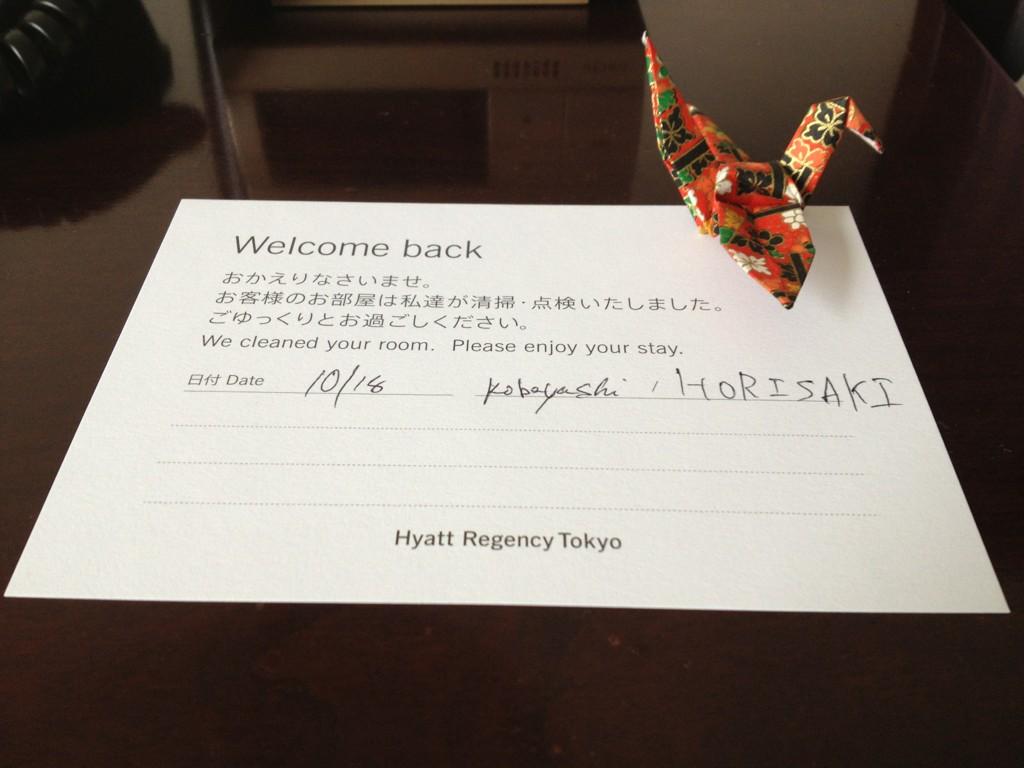 Welcome back
おかえりなさいませ。
お客様のお部屋は私達が清掃・点検いたしました。
ごゆっくりとお過ごしください。
We cleaned your room. Please enjoy your stay.
日付 Date 10/18 Kobayashi , HORISAKI
Hyatt Regency Tokyo